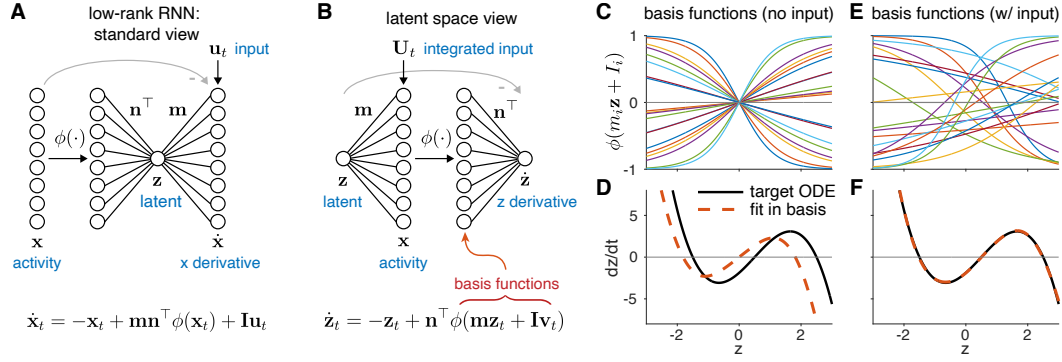 A
low-rank RNN:
standard view
u_t input
-
n^⊤
m
ϕ(·)
z
latent
x
activity
ẋ
x derivative
ẋ_t = −x_t + mn^⊤ϕ(x_t) + Iu_t
B
latent space view
U_t integrated input
-
m
n^⊤
ϕ(·)
z
latent
ż
z derivative
x
activity
basis functions
ż_t = −z_t + n^⊤ϕ(mz_t + Iv_t)
C
basis functions (no input)
ϕ(m_i z + I_i)
1
0
-1
E
basis functions (w/ input)
D
target ODE
fit in basis
dz/dt
5
0
-5
-2 0 2
z
F
-2 0 2
z